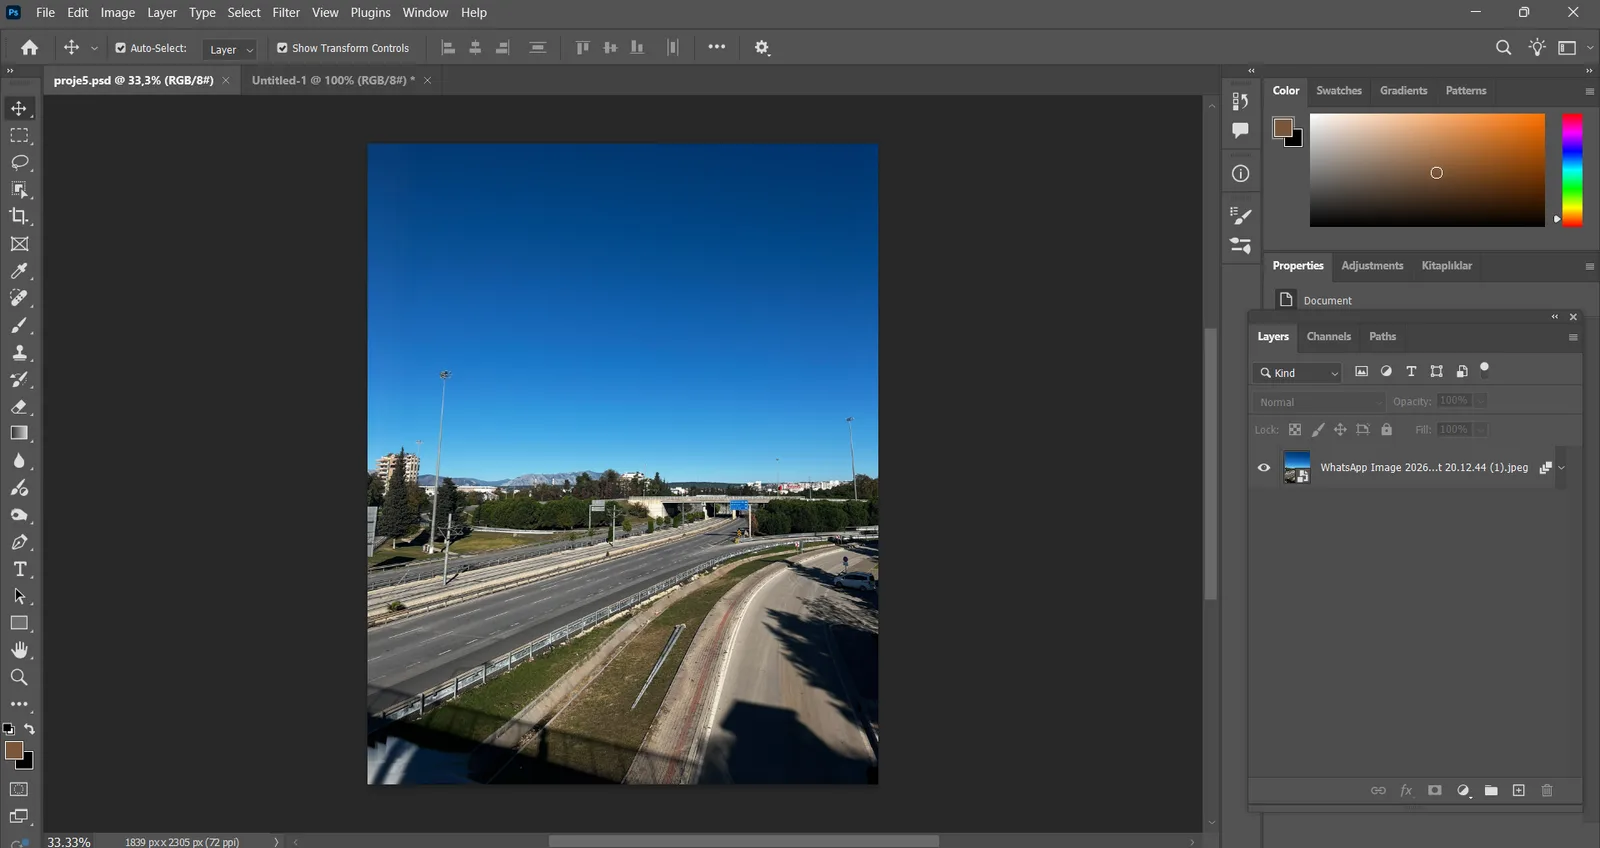 Ps File Edit Image Layer Type Select Filter View Plugins Window Help
Auto-Select: Layer Show Transform Controls
proje5.psd @ 33,3% (RGB/8#) Untitled-1 @ 100% (RGB/8#) *
Color Swatches Gradients Patterns
Properties Adjustments Kitaplıklar
Document
Layers Channels Paths
Kind
Normal Opacity: 100%
Lock: Fill: 100%
WhatsApp Image 2026...t 20.12.44 (1).jpeg
fx
33.33% 1839 px x 2305 px (72 ppi)